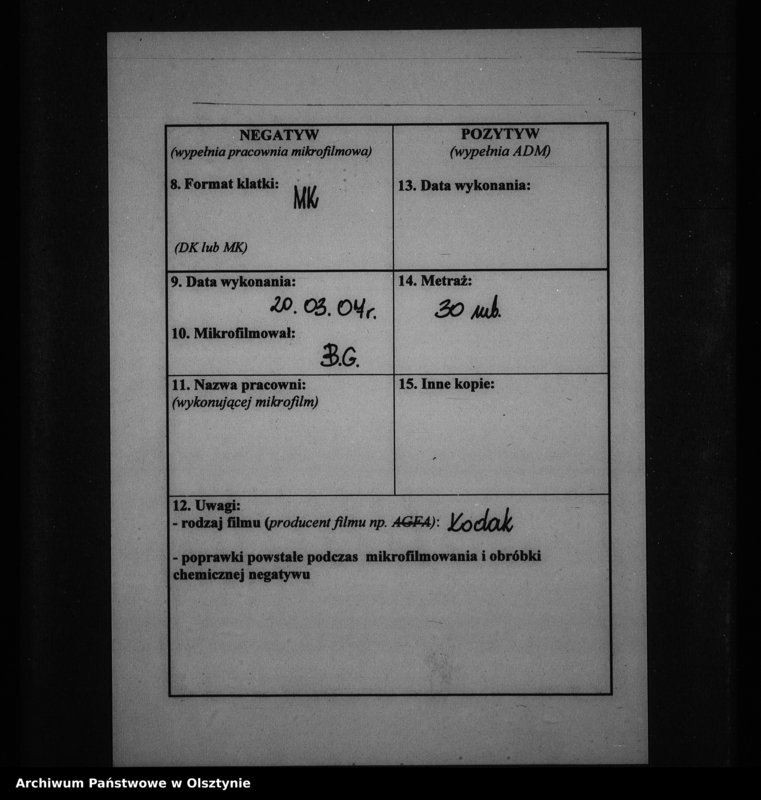 NEGATYW
(wypełnia pracownia mikrofilmowa)
8. Format klatki:
MK
(DK lub MK)
POZYTYW
(wypełnia ADM)
13. Data wykonania:
9. Data wykonania:
20. 03. 04 r.
10. Mikrofilmował:
B.G.
14. Metraż:
30 mb.
11. Nazwa pracowni:
(wykonującej mikrofilm)
15. Inne kopie:
12. Uwagi:
- rodzaj filmu (producent filmu np. AGFA): Kodak
- poprawki powstałe podczas mikrofilmowania i obróbki
chemicznej negatywu
Archiwum Państwowe w Olsztynie